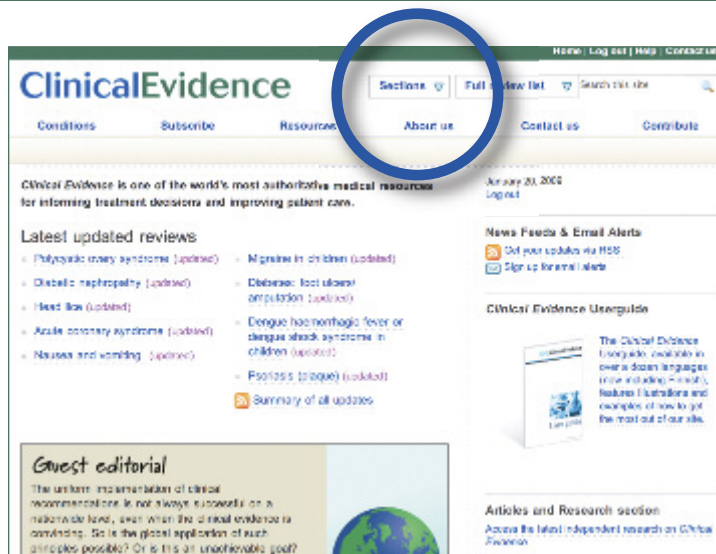 Home | Log out | Help | Contact us
ClinicalEvidence
Sections
Full review list
Search this site
Conditions Subscribe Resources About us Contact us Contribute
Clinical Evidence is one of the world's most authoritative medical resources
for informing treatment decisions and improving patient care.
Latest updated reviews
Polycystic ovary syndrome (updated)
Diabetic nephropathy (updated)
Head lice (updated)
Acute coronary syndrome (updated)
Nausea and vomiting (updated)
Migraine in children (updated)
Diabetes: foot ulcers/
amputation (updated)
Dengue haemorrhagic fever or
dengue shock syndrome in
children (updated)
Psoriasis (plaque) (updated)
Summary of all updates
Guest editorial
The uniform implementation of clinical
recommendations is not always successful on a
nationwide level, even when the clinical evidence is
convincing. So is the global application of such
principles possible? Or is this an unachievable goal?
January 20,
Log out
News Feeds & Email Alerts
Get your updates via RSS
Sign up for email alerts
Clinical Evidence Userguide
The Clinical Evidence
Userguide, available in
over a dozen languages
(now including Finnish),
features illustrations and
examples of how to get
the most out of our site.
Articles and Research section
Access the latest independent research on Clinical
Evidence